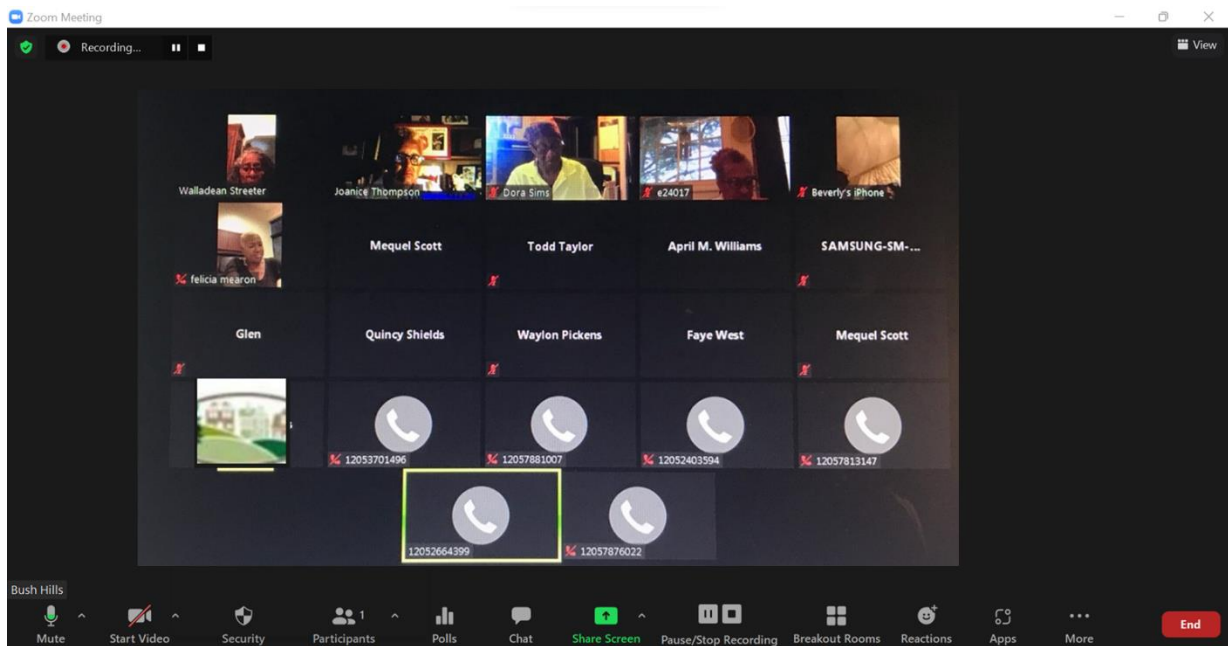 Zoom Meeting
Recording...
View
Walladean Streeter
Joanice Thompson
Dora Sims
e24017
Beverly's iPhone
felicia mearon
Mequel Scott
Todd Taylor
April M. Williams
SAMSUNG-SM-...
Glen
Quincy Shields
Waylon Pickens
Faye West
Mequel Scott
12053701496
12057881007
12052403594
12057813147
12052664399
12057876022
Bush Hills
1
Mute
Start Video
Security
Participants
Polls
Chat
Share Screen
Pause/Stop Recording
Breakout Rooms
Reactions
Apps
More
End